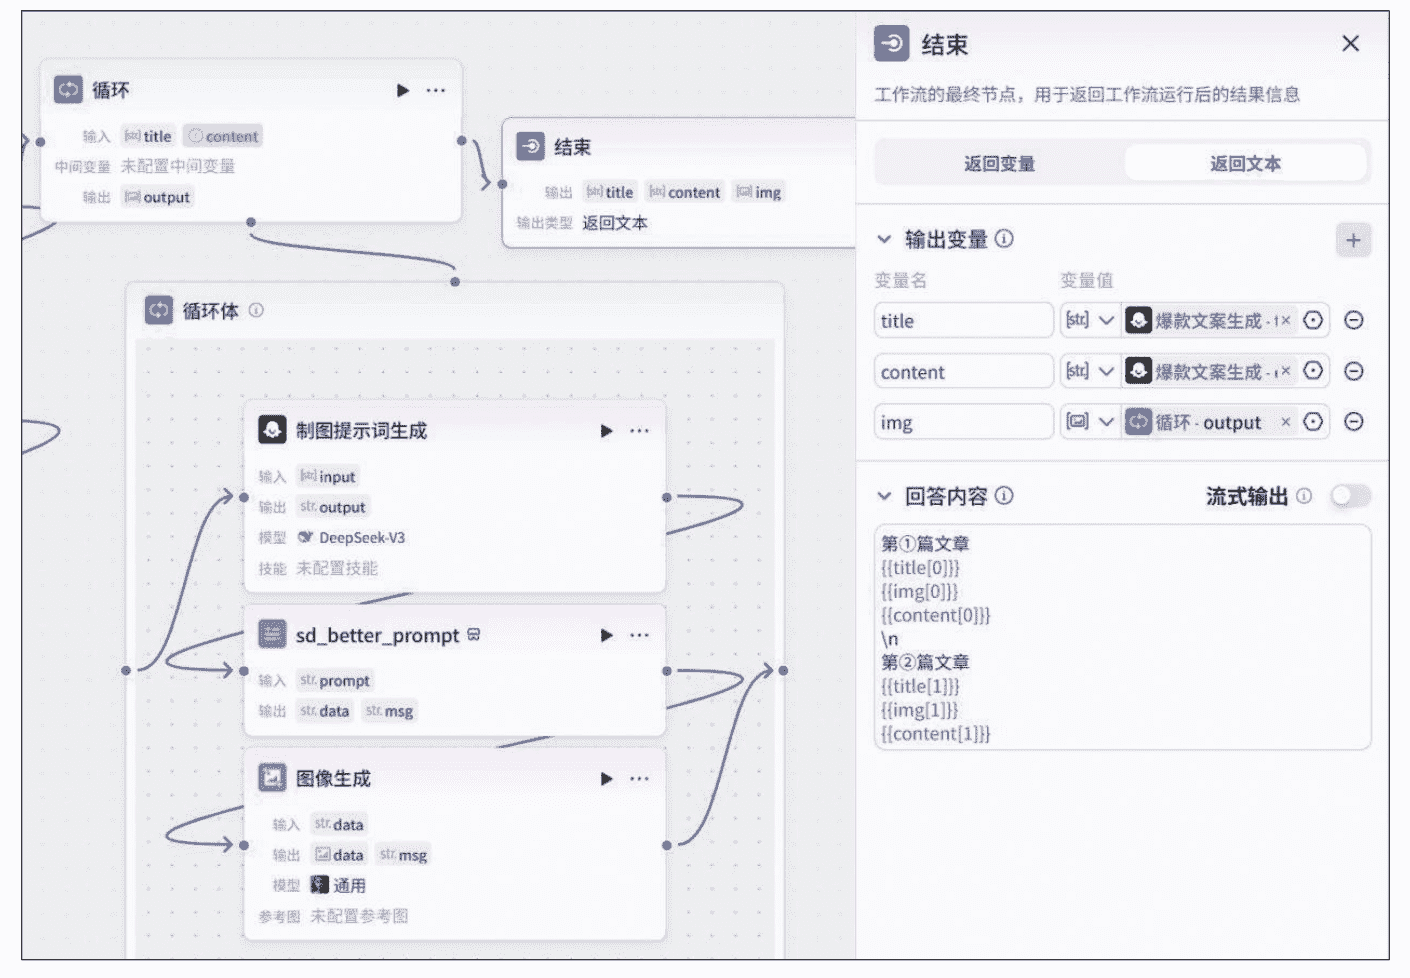 循环
输入 [str] title content
中间变量 未配置中间变量
输出 output
结束
输出 [str] title [str] content img
输出类型 返回文本
循环体
制图提示词生成
输入 [str] input
输出 str. output
模型 DeepSeek-V3
技能 未配置技能
sd_better_prompt
输入 str. prompt
输出 str. data str. msg
图像生成
输入 str. data
输出 data str. msg
模型 通用
参考图 未配置参考图
结束
工作流的最终节点，用于返回工作流运行后的结果信息
返回变量 返回文本
输出变量
变量名 变量值
title [str] 爆款文案生成 -
content [str] 爆款文案生成 -
img 循环 - output
回答内容 流式输出
第①篇文章
{{title[0]}}
{{img[0]}}
{{content[0]}}
\n
第②篇文章
{{title[1]}}
{{img[1]}}
{{content[1]}}